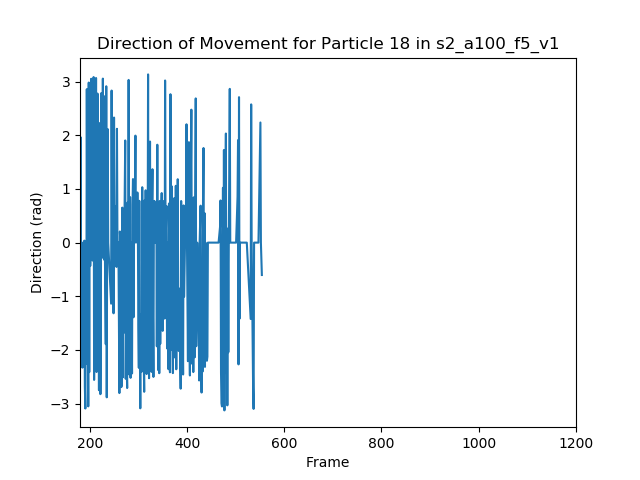 Direction of Movement for Particle 18 in s2_a100_f5_v1
3
2
1
0
−1
−2
−3
Direction (rad)
200 400 600 800 1000 1200
Frame